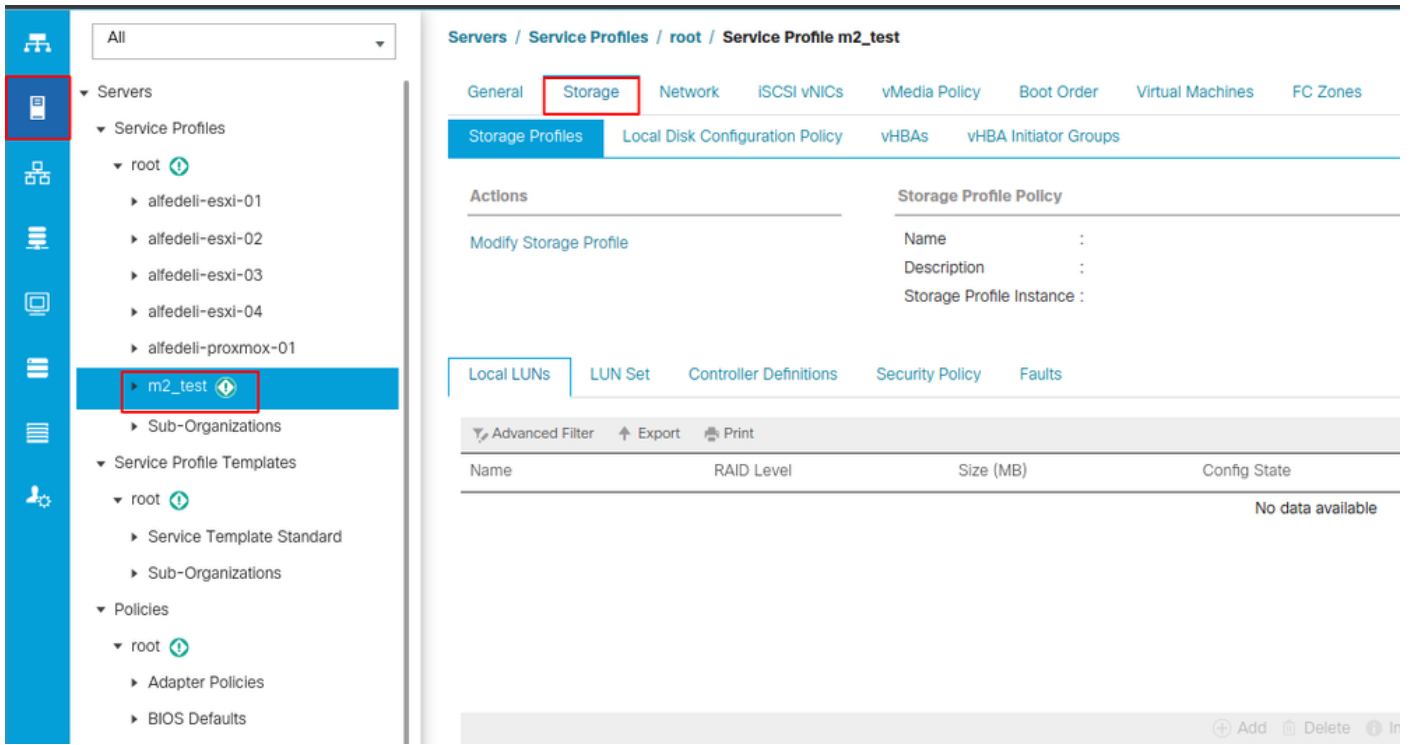 All
Servers
Service Profiles
root
alfedeli-esxi-01
alfedeli-esxi-02
alfedeli-esxi-03
alfedeli-esxi-04
alfedeli-proxmox-01
m2_test
Sub-Organizations
Service Profile Templates
root
Service Template Standard
Sub-Organizations
Policies
root
Adapter Policies
BIOS Defaults
Servers / Service Profiles / root / Service Profile m2_test
General Storage Network iSCSI vNICs vMedia Policy Boot Order Virtual Machines FC Zones
Storage Profiles Local Disk Configuration Policy vHBAs vHBA Initiator Groups
Actions
Modify Storage Profile
Storage Profile Policy
Name :
Description :
Storage Profile Instance :
Local LUNs LUN Set Controller Definitions Security Policy Faults
Advanced Filter Export Print
Name RAID Level Size (MB) Config State
No data available
Add Delete